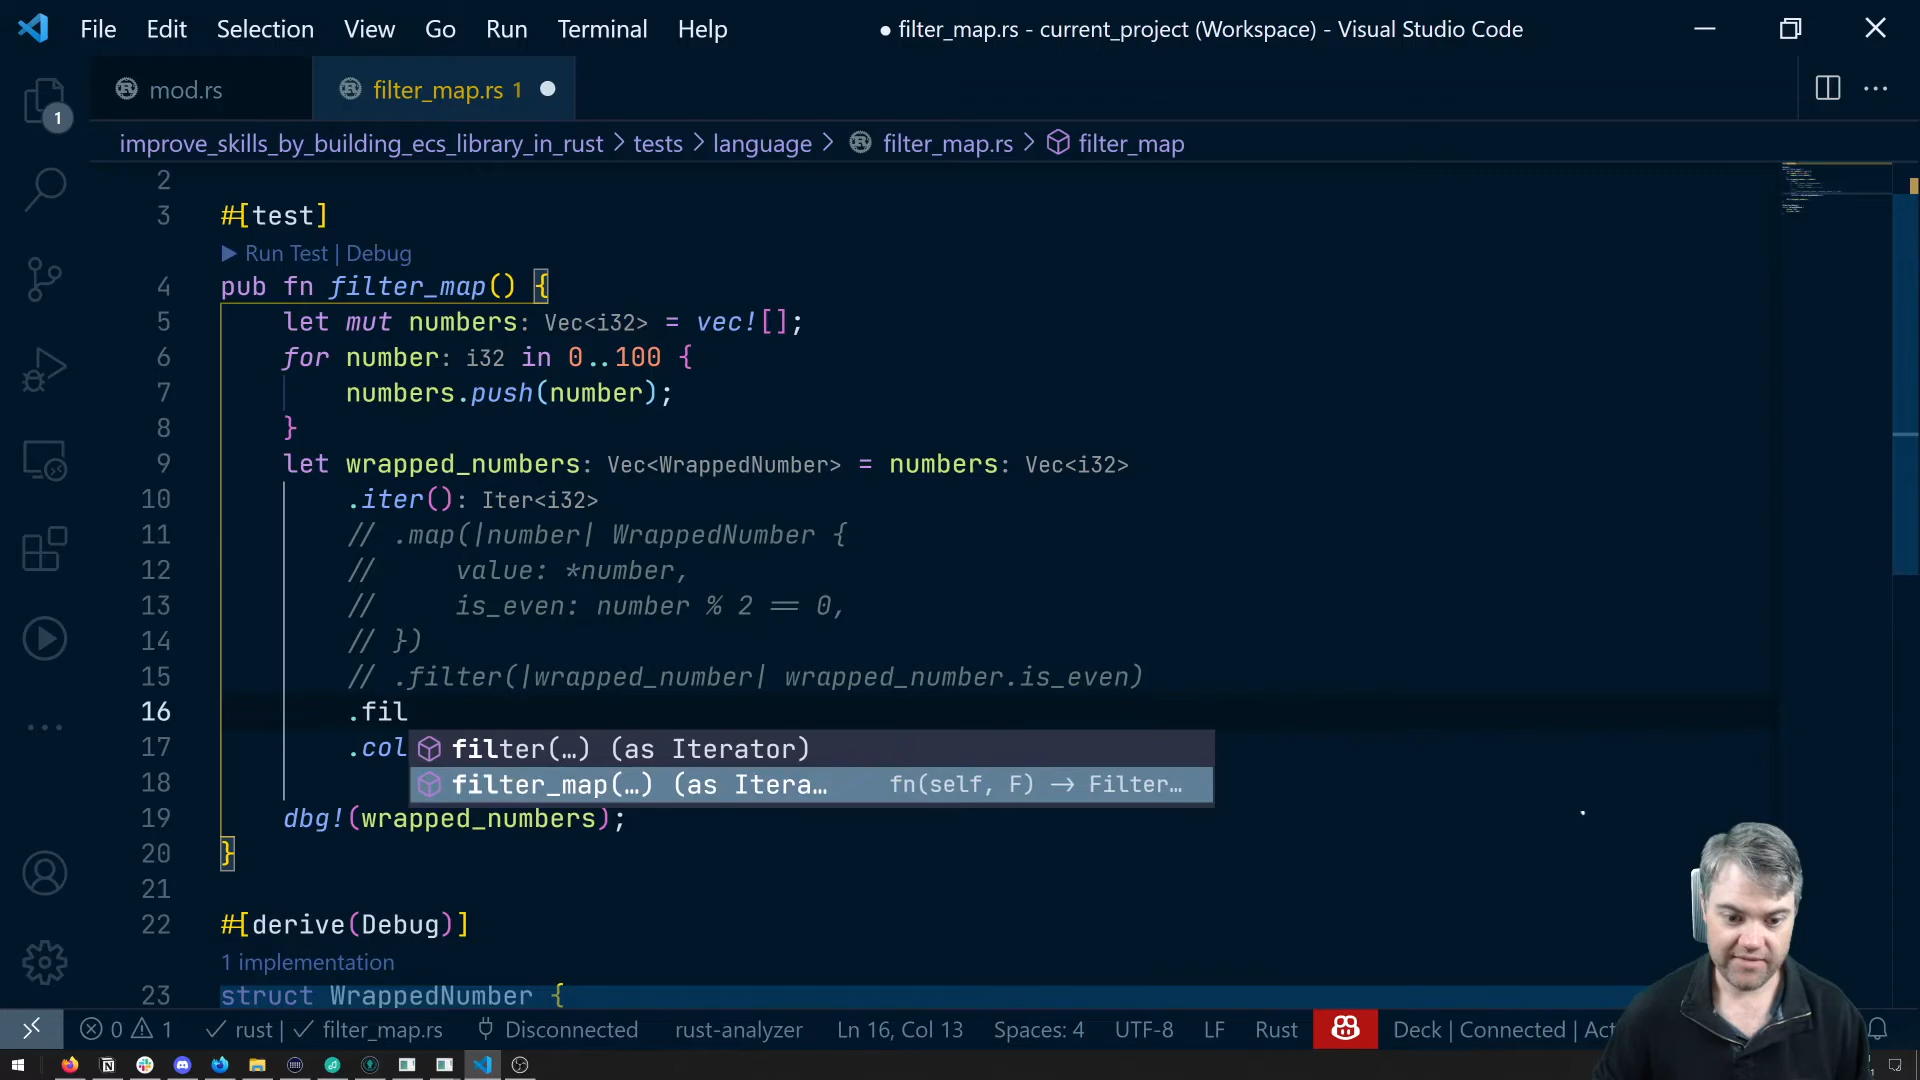 File Edit Selection View Go Run Terminal Help ● filter_map.rs - current_project (Workspace) - Visual Studio Code
mod.rs filter_map.rs 1
improve_skills_by_building_ecs_library_in_rust > tests > language > filter_map.rs > filter_map
1
2
3 #[test]
▶ Run Test | Debug
4 pub fn filter_map() {
5 let mut numbers: Vec<i32> = vec![];
6 for number: i32 in 0..100 {
7 numbers.push(number);
8 }
9 let wrapped_numbers: Vec<WrappedNumber> = numbers: Vec<i32>
10 .iter(): Iter<i32>
11 // .map(|number| WrappedNumber {
12 // value: *number,
13 // is_even: number % 2 == 0,
14 // })
15 // .filter(|wrapped_number| wrapped_number.is_even)
16 .fil
17 .col filter(…) (as Iterator)
18 filter_map(…) (as Itera… fn(self, F) -> Filter…
19 dbg!(wrapped_numbers);
20 }
21
22 #[derive(Debug)]
1 implementation
23 struct WrappedNumber {
0 1 rust | filter_map.rs Disconnected rust-analyzer Ln 16, Col 13 Spaces: 4 UTF-8 LF Rust Deck | Connected | Act